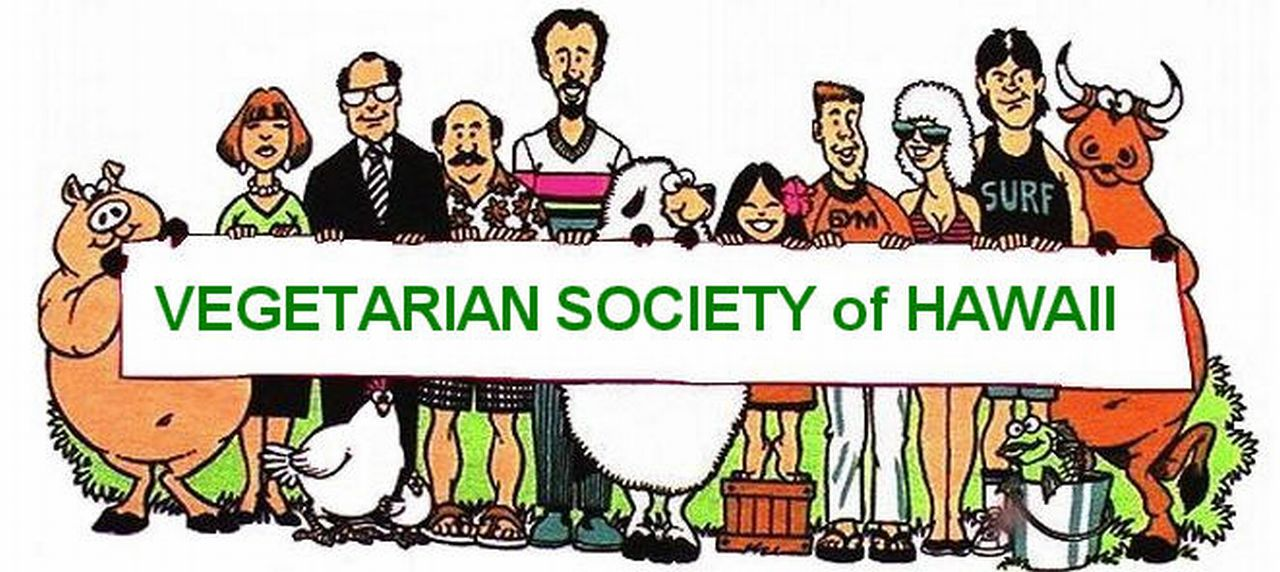 SURF
GYM
VEGETARIAN SOCIETY of HAWAII